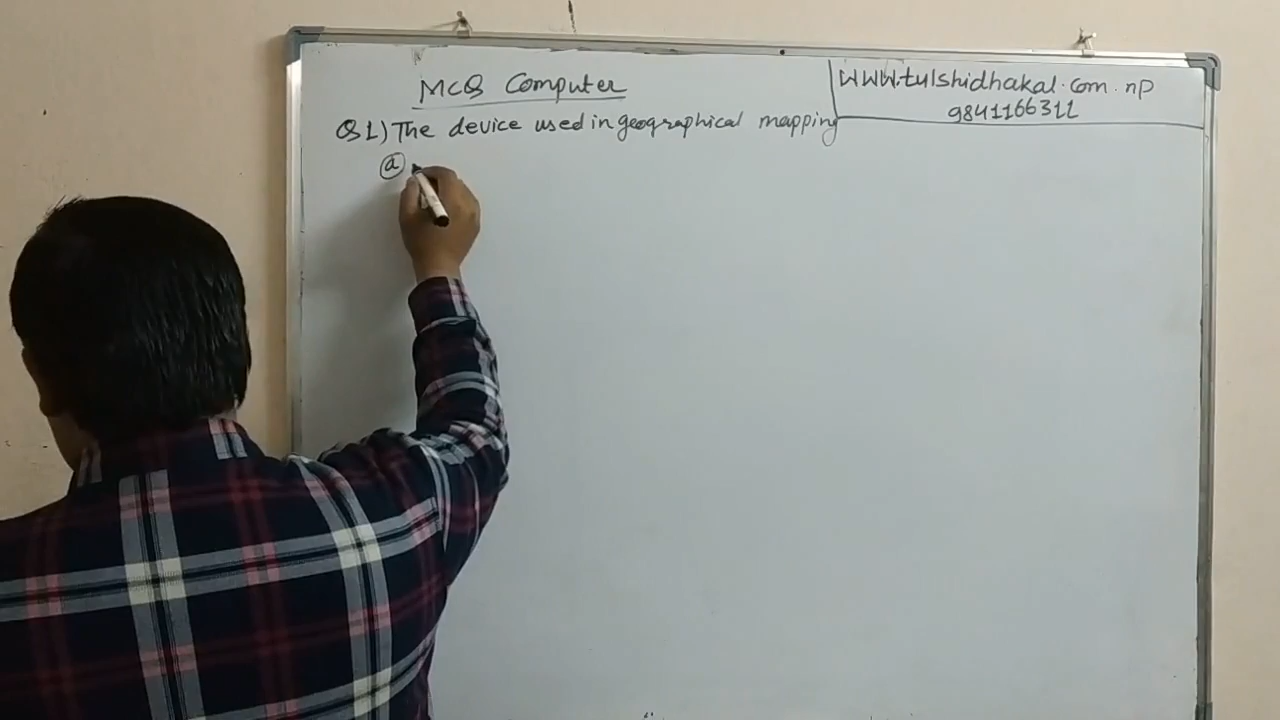 MCQ Computer
www.tulshidhakal.com.np
9841166311
Q 1) The device used in geographical mapping
(a)